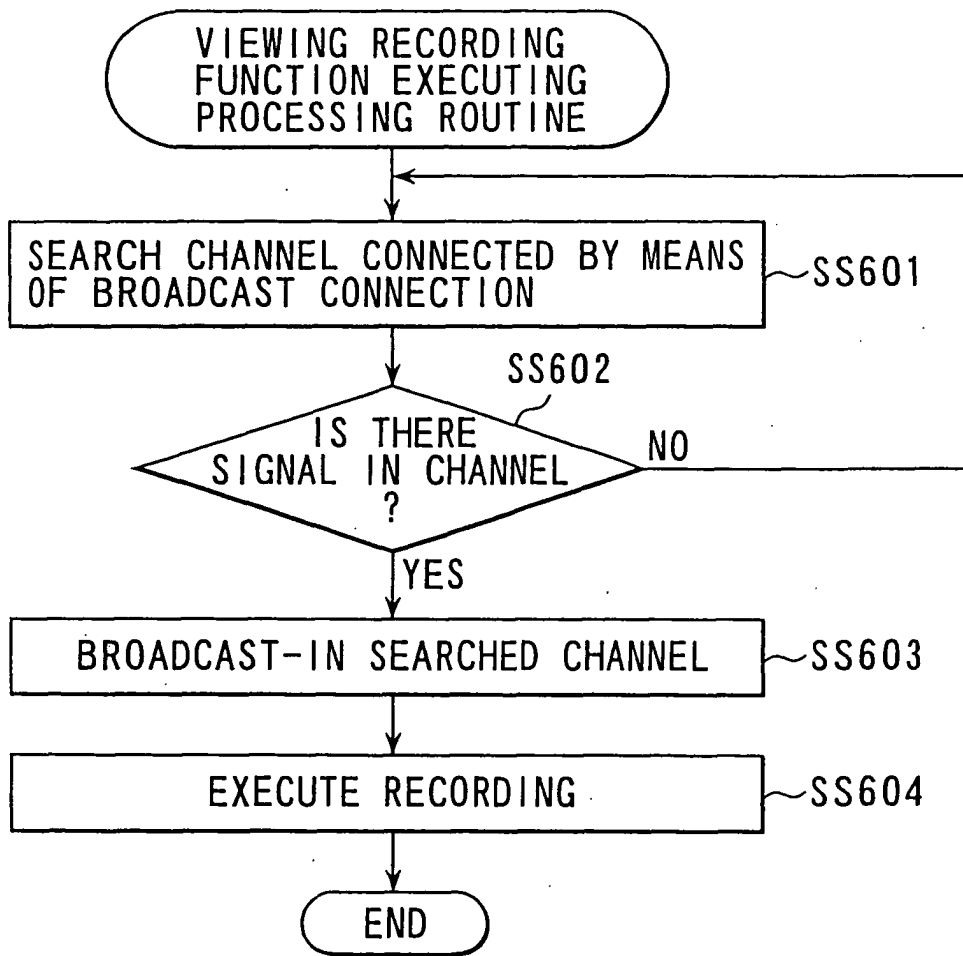 VIEWING RECORDING
FUNCTION EXECUTING
PROCESSING ROUTINE
SEARCH CHANNEL CONNECTED BY MEANS
OF BROADCAST CONNECTION
SS601
SS602
IS THERE
SIGNAL IN CHANNEL
?
NO
YES
BROADCAST-IN SEARCHED CHANNEL
SS603
EXECUTE RECORDING
SS604
END